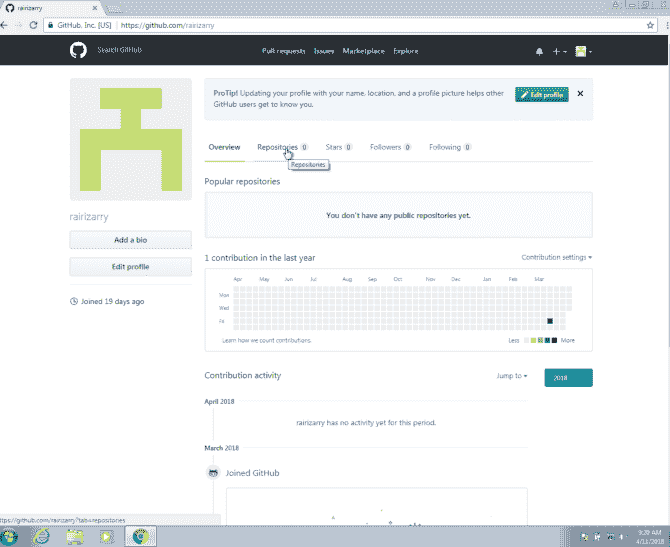 rairizarry
GitHub, Inc. [US] | https://github.com/rairizarry
Search GitHub
Pull requests Issues Marketplace Explore
ProTip! Updating your profile with your name, location, and a profile picture helps other
GitHub users get to know you.
Edit profile
Overview Repositories 0 Stars 0 Followers 0 Following 0
Repositories
Popular repositories
You don't have any public repositories yet.
rairizarry
Add a bio
Edit profile
Joined 19 days ago
1 contribution in the last year
Contribution settings
Apr May Jun Jul Aug Sep Oct Nov Dec Jan Feb Mar
Mon
Wed
Fri
Learn how we count contributions.
Less More
Contribution activity
Jump to
2018
April 2018
rairizarry has no activity yet for this period.
March 2018
Joined GitHub
https://github.com/rairizarry?tab=repositories
4/11/2018